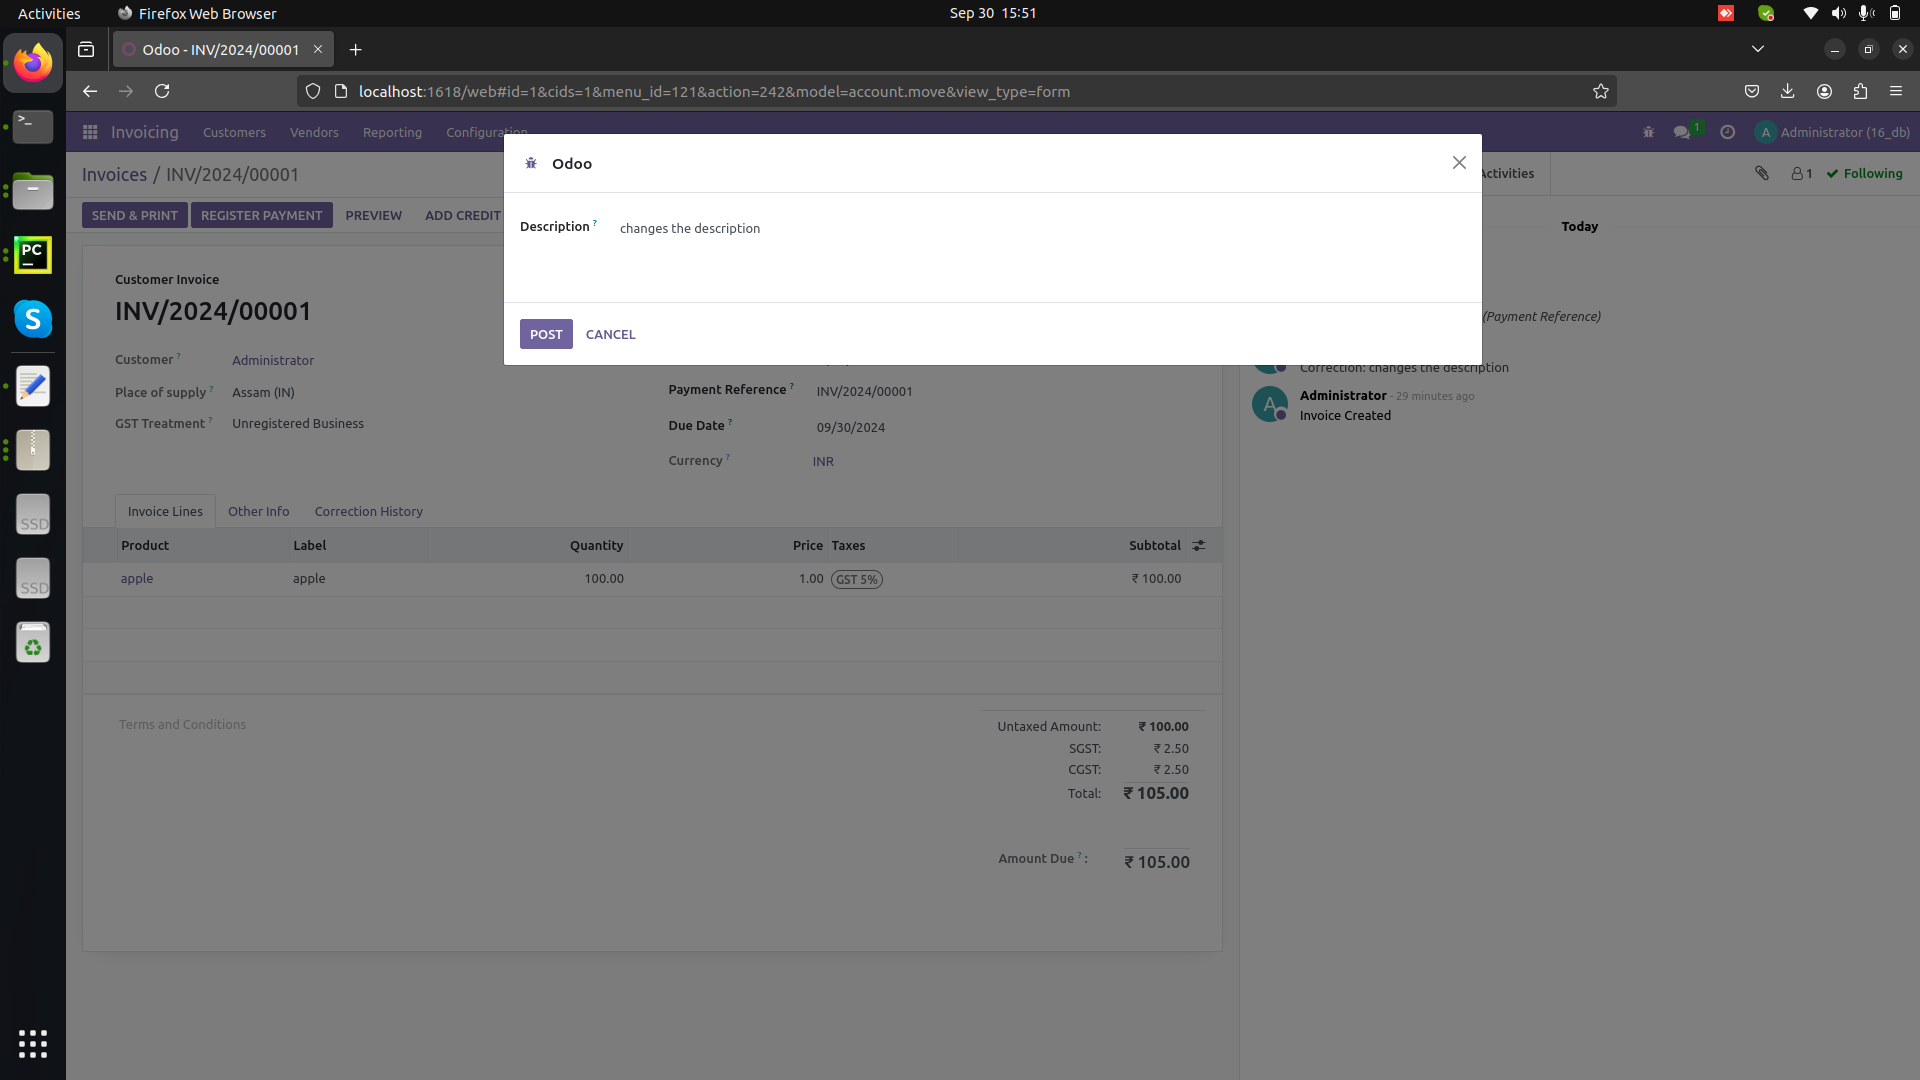 Activities
Firefox Web Browser
Sep 30 15:51
Odoo - INV/2024/00001
localhost:1618/web#id=1&cids=1&menu_id=121&action=242&model=account.move&view_type=form
Invoicing Customers Vendors Reporting Configuration
1
A Administrator (16_db)
Invoices / INV/2024/00001
Activities
1 Following
SEND & PRINT REGISTER PAYMENT PREVIEW ADD CREDIT
Odoo
Description ?
changes the description
POST CANCEL
Today
(Payment Reference)
Correction: changes the description
A
Administrator - 29 minutes ago
Invoice Created
Customer Invoice
INV/2024/00001
Customer ? Administrator
Place of supply ? Assam (IN)
GST Treatment ? Unregistered Business
Payment Reference ? INV/2024/00001
Due Date ? 09/30/2024
Currency ? INR
Invoice Lines Other Info Correction History
Product Label Quantity Price Taxes Subtotal
apple apple 100.00 1.00 GST 5% ₹ 100.00
Terms and Conditions
Untaxed Amount: ₹ 100.00
SGST: ₹ 2.50
CGST: ₹ 2.50
Total: ₹ 105.00
Amount Due ? : ₹ 105.00
PC
S
SSD
SSD